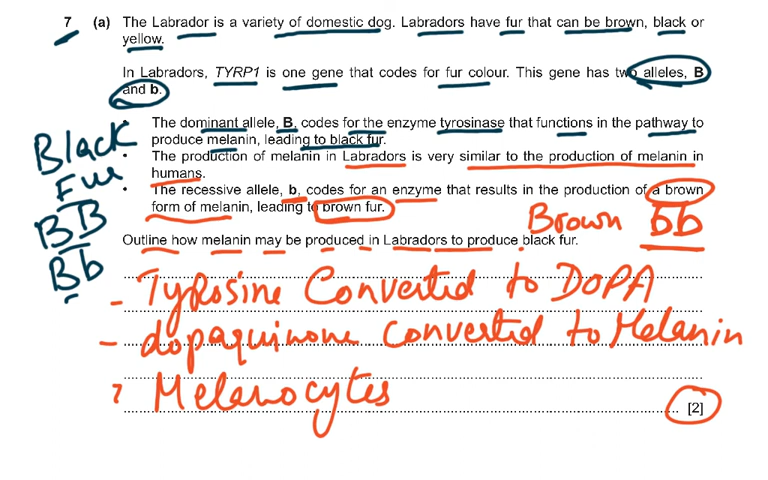 7 (a) The Labrador is a variety of domestic dog. Labradors have fur that can be brown, black or
yellow.
In Labradors, TYRP1 is one gene that codes for fur colour. This gene has two alleles, B
and b.
• The dominant allele, B, codes for the enzyme tyrosinase that functions in the pathway to
produce melanin, leading to black fur.
• The production of melanin in Labradors is very similar to the production of melanin in
humans.
• The recessive allele, b, codes for an enzyme that results in the production of a brown
form of melanin, leading to brown fur.
Black
Fur
BB
Bb
Brown bb
Outline how melanin may be produced in Labradors to produce black fur.
- Tyrosine Converted to DOPA
- dopaquinone converted to Melanin
? Melanocytes
[2]